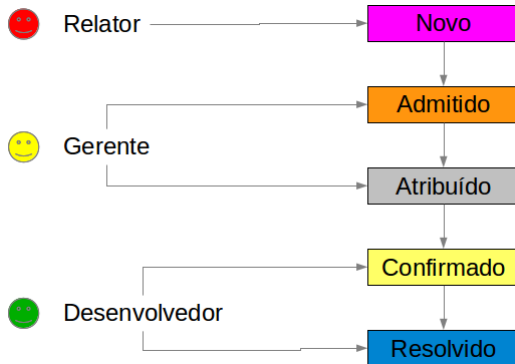 Relator
Novo
Admitido
Gerente
Atribuído
Confirmado
Desenvolvedor
Resolvido